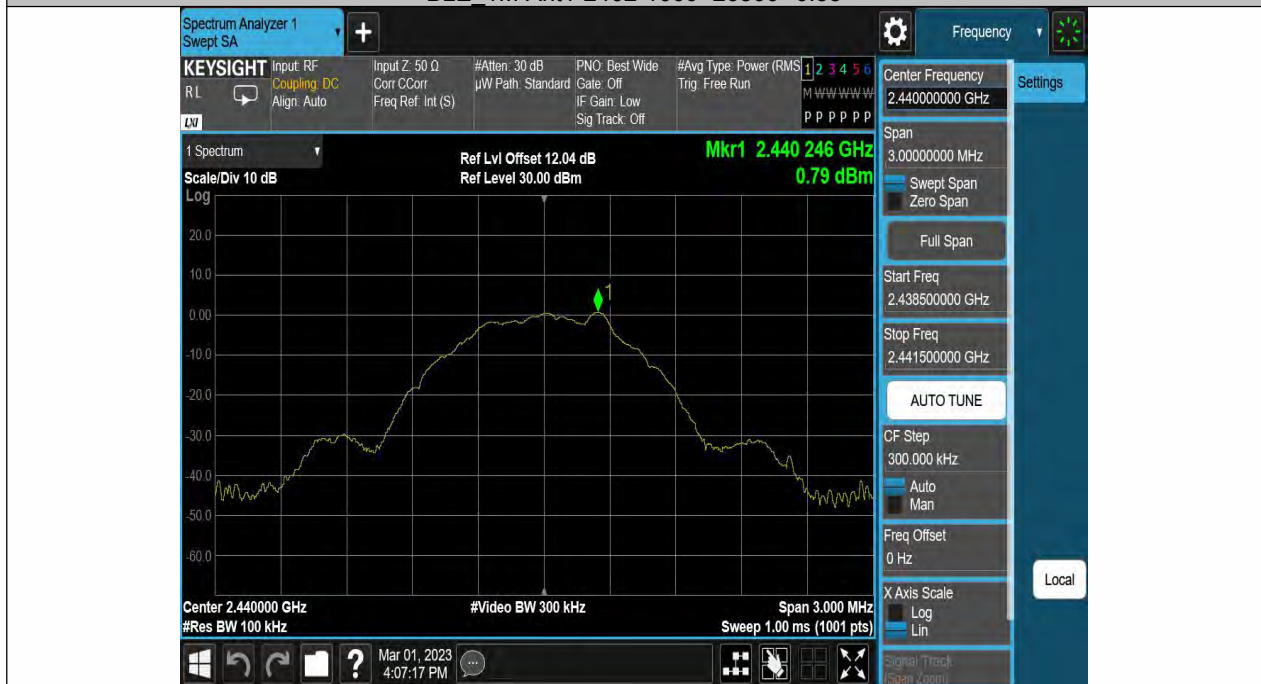 Spectrum Analyzer 1
Swept SA
+
Frequency
KEYSIGHT
RL
LXI
Input: RF
Coupling: DC
Align: Auto
Input Z: 50 Ω
Corr CCorr
Freq Ref: Int (S)
#Atten: 30 dB
µW Path: Standard
PNO: Best Wide
Gate: Off
IF Gain: Low
Sig Track: Off
#Avg Type: Power (RMS
Trig: Free Run
1 2 3 4 5 6
M W W W W W
P P P P P P
Center Frequency
2.440000000 GHz
Settings
Span
3.00000000 MHz
Swept Span
Zero Span
Full Span
Start Freq
2.438500000 GHz
Stop Freq
2.441500000 GHz
AUTO TUNE
CF Step
300.000 kHz
Auto
Man
Freq Offset
0 Hz
X Axis Scale
Log
Lin
Signal Track
(Span Zoom)
Local
1 Spectrum
Scale/Div 10 dB
Log
Ref Lvl Offset 12.04 dB
Ref Level 30.00 dBm
Mkr1 2.440 246 GHz
0.79 dBm
20.0
10.0
0.00
-10.0
-20.0
-30.0
-40.0
-50.0
-60.0
1
Center 2.440000 GHz
#Res BW 100 kHz
#Video BW 300 kHz
Span 3.000 MHz
Sweep 1.00 ms (1001 pts)
?
Mar 01, 2023
4:07:17 PM